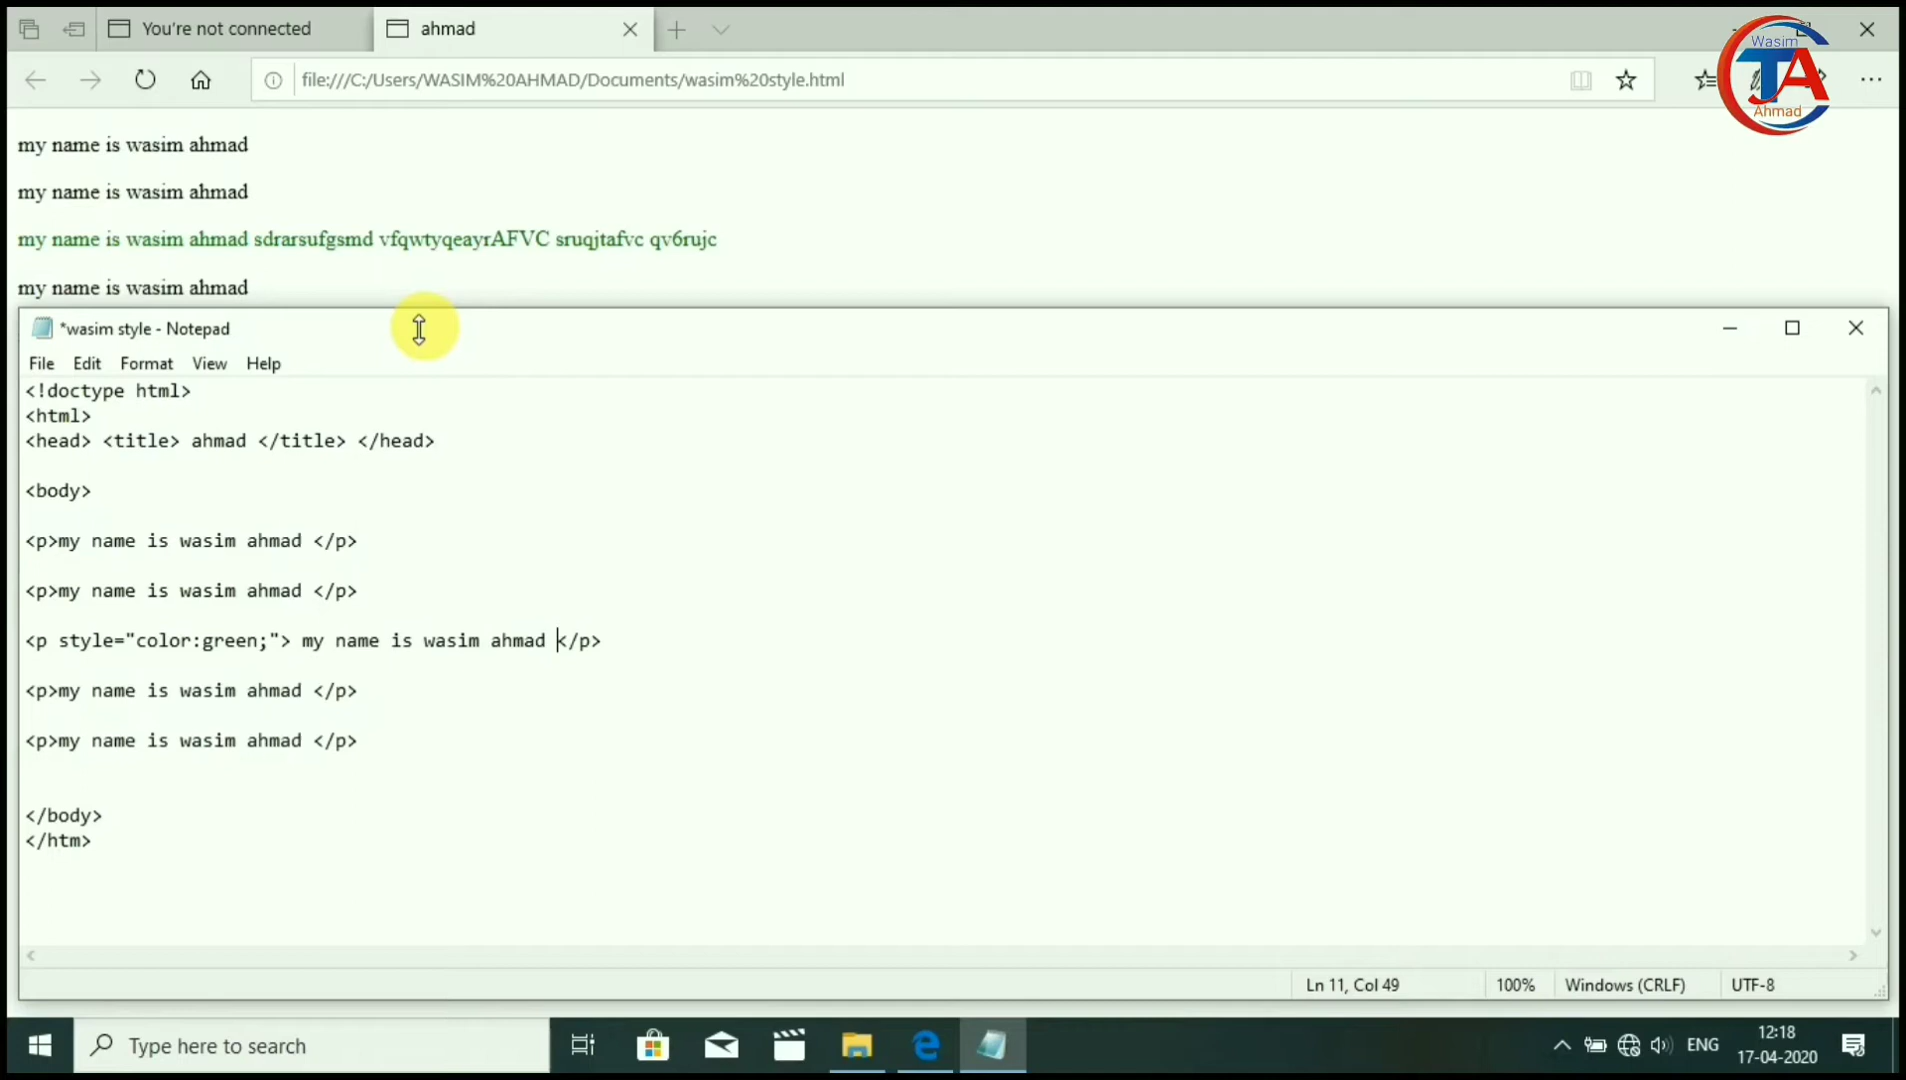 You're not connected
ahmad
Wasim
TA
Ahmad
file:///C:/Users/WASIM%20AHMAD/Documents/wasim%20style.html
my name is wasim ahmad
my name is wasim ahmad
my name is wasim ahmad sdrarsufgsmd vfqwtyqeayrAFVC sruqjtafvc qv6rujc
my name is wasim ahmad
*wasim style - Notepad
File Edit Format View Help
<!doctype html>
<html>
<head> <title> ahmad </title> </head>
<body>
<p>my name is wasim ahmad </p>
<p>my name is wasim ahmad </p>
<p style="color:green;"> my name is wasim ahmad </p>
<p>my name is wasim ahmad </p>
<p>my name is wasim ahmad </p>
</body>
</htm>
Ln 11, Col 49 100% Windows (CRLF) UTF-8
Type here to search
ENG
12:18
17-04-2020